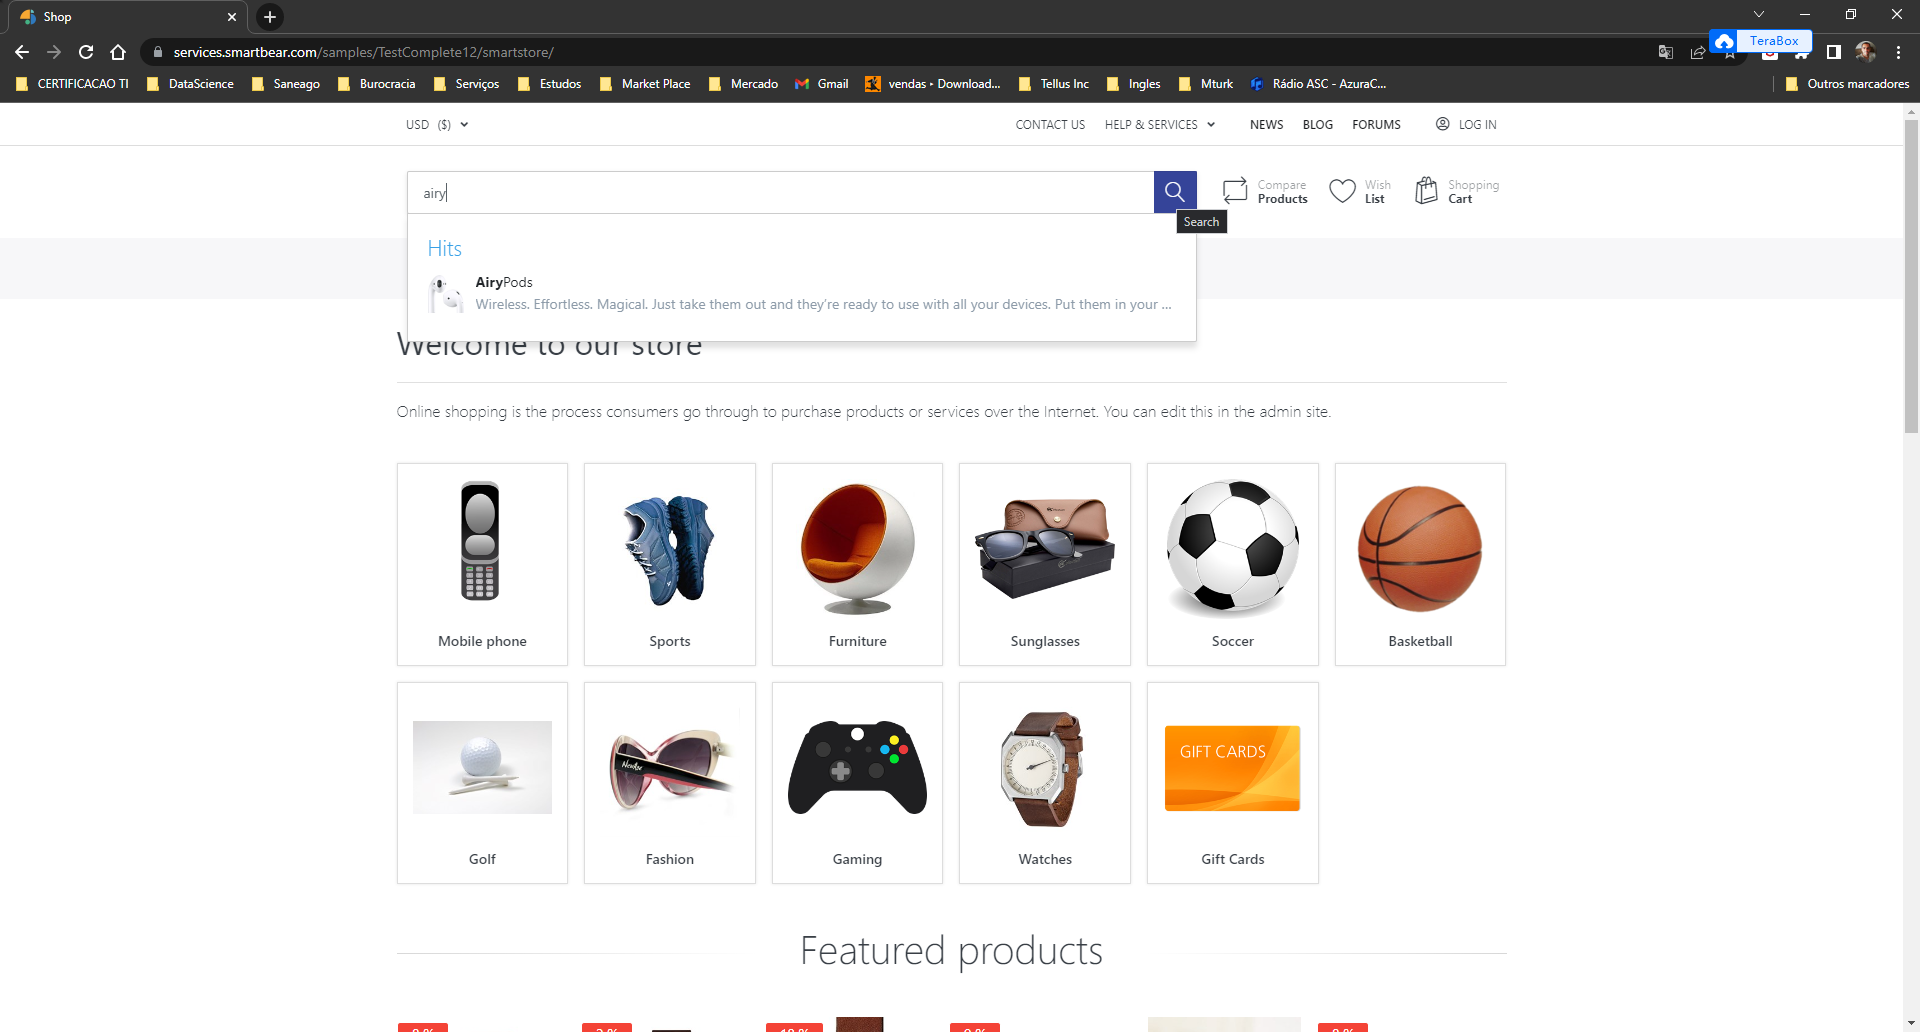 Shop
services.smartbear.com/samples/TestComplete12/smartstore/
TeraBox
CERTIFICACAO TI DataScience Seneago Burocracia Serviços Estudos Market Place Mercado Gmail vendas • Download... Tellus Inc Ingles Mturk Rádio ASC - AzuraC... Outros marcadores
USD ($) CONTACT US HELP & SERVICES NEWS BLOG FORUMS LOG IN
airy
Compare Products
Wish List
Shopping Cart
Search
Hits
AiryPods
Wireless. Effortless. Magical. Just take them out and they’re ready to use with all your devices. Put them in your ...
Welcome to our store
Online shopping is the process consumers go through to purchase products or services over the Internet. You can edit this in the admin site.
Mobile phone Sports Furniture Sunglasses Soccer Basketball
GIFT CARDS
Golf Fashion Gaming Watches Gift Cards
Featured products